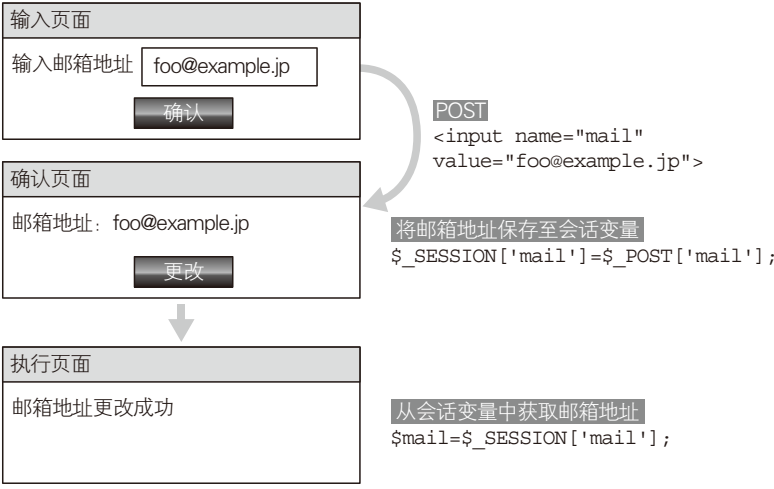 输入页面
输入邮箱地址 foo@example.jp
确认
POST
<input name="mail"
value="foo@example.jp">
确认页面
邮箱地址：foo@example.jp
更改
将邮箱地址保存至会话变量
$_SESSION['mail']=$_POST['mail'];
执行页面
邮箱地址更改成功
从会话变量中获取邮箱地址
$mail=$_SESSION['mail'];